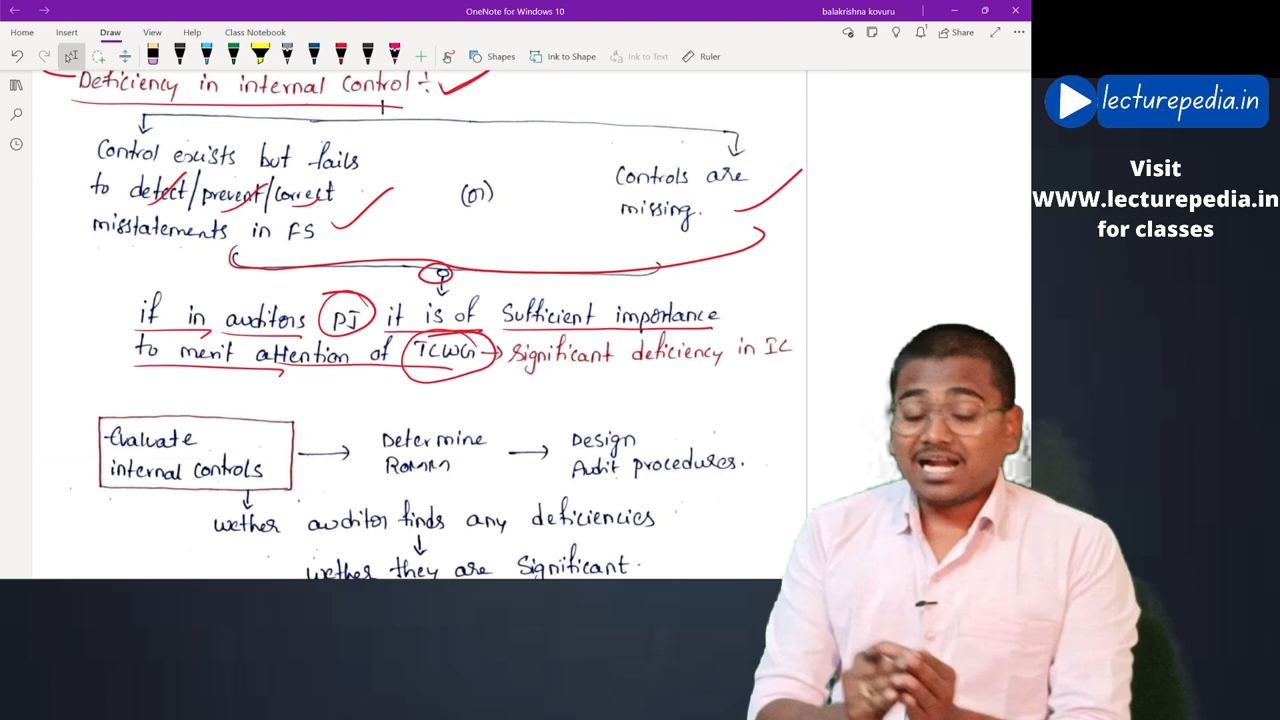 OneNote for Windows 10
balakrishna kovuru
Home Insert Draw View Help Class Notebook
Share
Shapes Ink to Shape Ink to Text Ruler
Deficiency in internal Control :-
Control exists but fails
to detect/prevent/correct
misstatements in FS
(or)
Controls are
missing.
if in auditors PJ it is of Sufficient importance
to merit attention of TCWG → Significant deficiency in IC
Evaluate
internal controls
Determine
ROMM
Design
Audit procedures.
wether auditor finds any deficiencies
wether they are Significant.
lecturepedia.in
Visit
WWW.lecturepedia.in
for classes